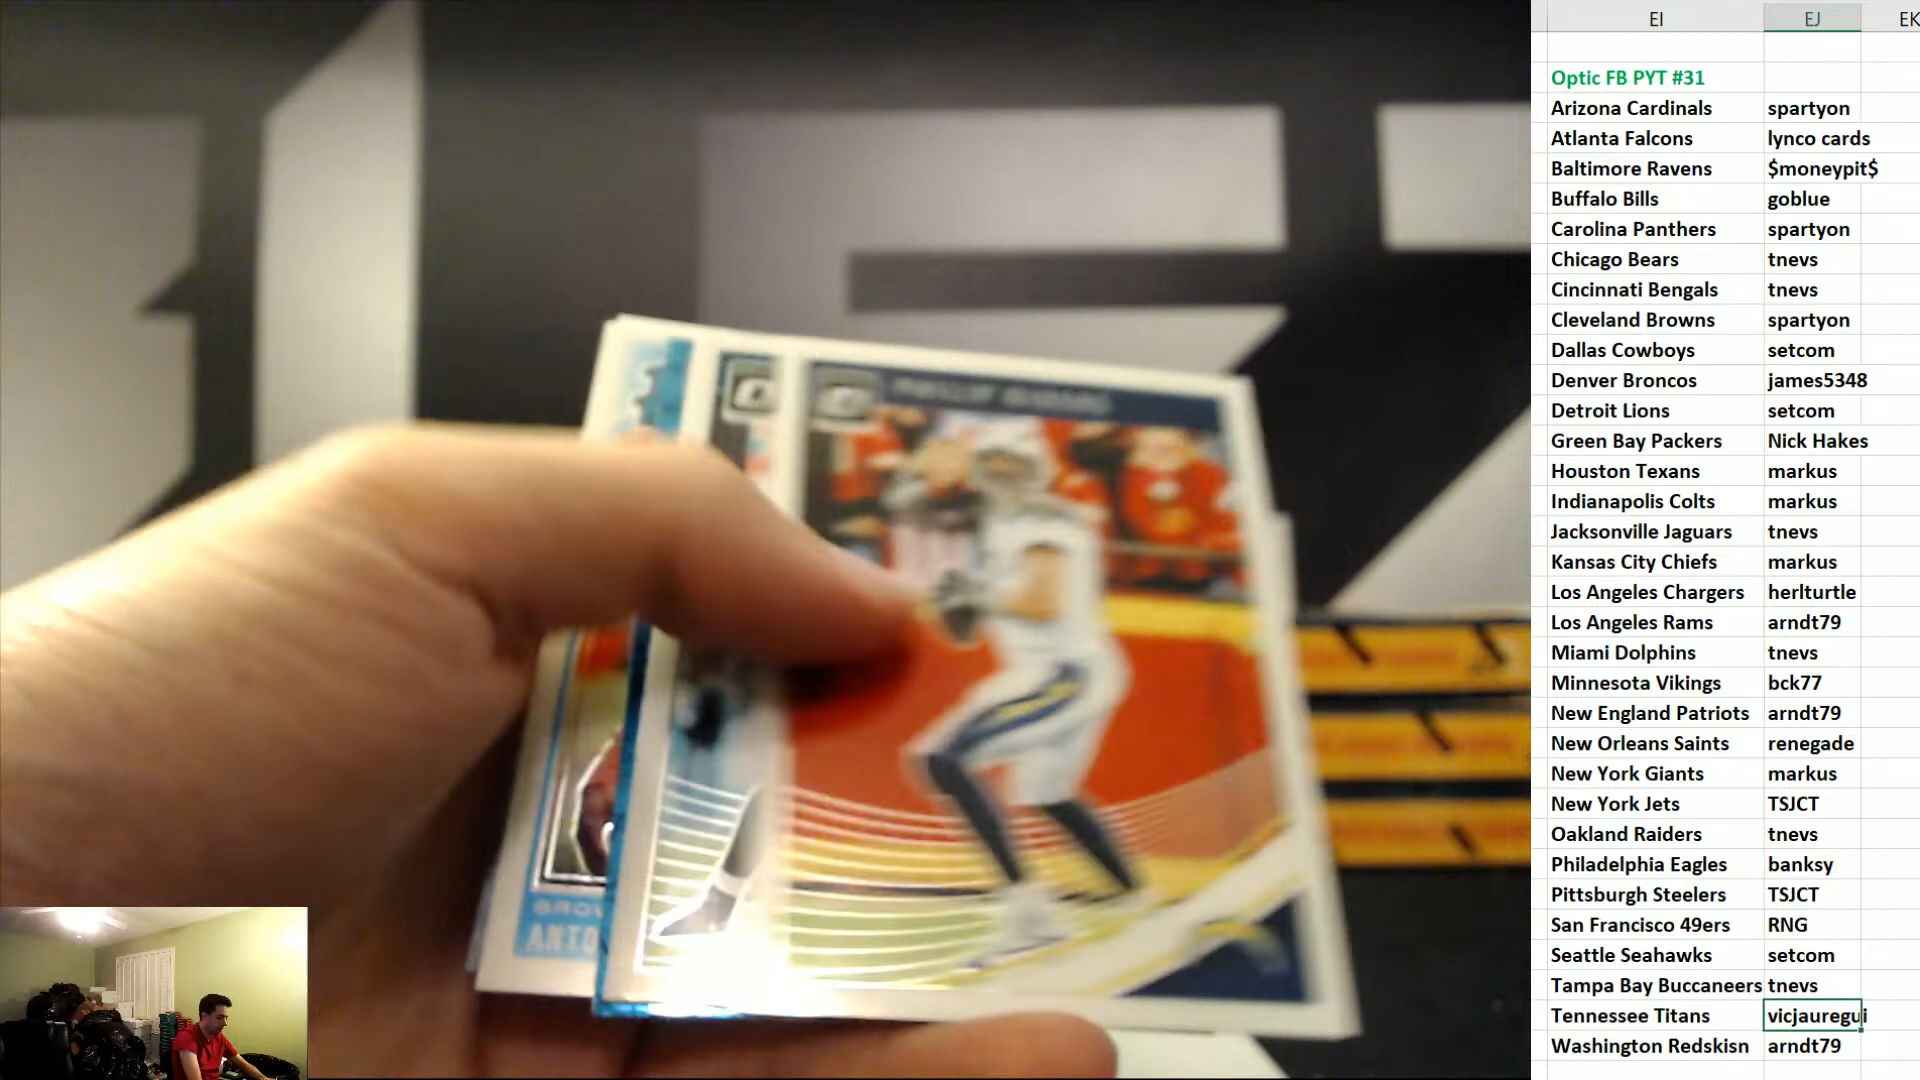 EI EJ EK
Optic FB PYT #31
Arizona Cardinals spartyon
Atlanta Falcons lynco cards
Baltimore Ravens $moneypit$
Buffalo Bills goblue
Carolina Panthers spartyon
Chicago Bears tnevs
Cincinnati Bengals tnevs
Cleveland Browns spartyon
Dallas Cowboys setcom
Denver Broncos james5348
Detroit Lions setcom
Green Bay Packers Nick Hakes
Houston Texans markus
Indianapolis Colts markus
Jacksonville Jaguars tnevs
Kansas City Chiefs markus
Los Angeles Chargers herlturtle
Los Angeles Rams arndt79
Miami Dolphins tnevs
Minnesota Vikings bck77
New England Patriots arndt79
New Orleans Saints renegade
New York Giants markus
New York Jets TSJCT
Oakland Raiders tnevs
Philadelphia Eagles banksy
Pittsburgh Steelers TSJCT
San Francisco 49ers RNG
Seattle Seahawks setcom
Tampa Bay Buccaneers tnevs
Tennessee Titans vicjauregui
Washington Redskisn arndt79
ANTO